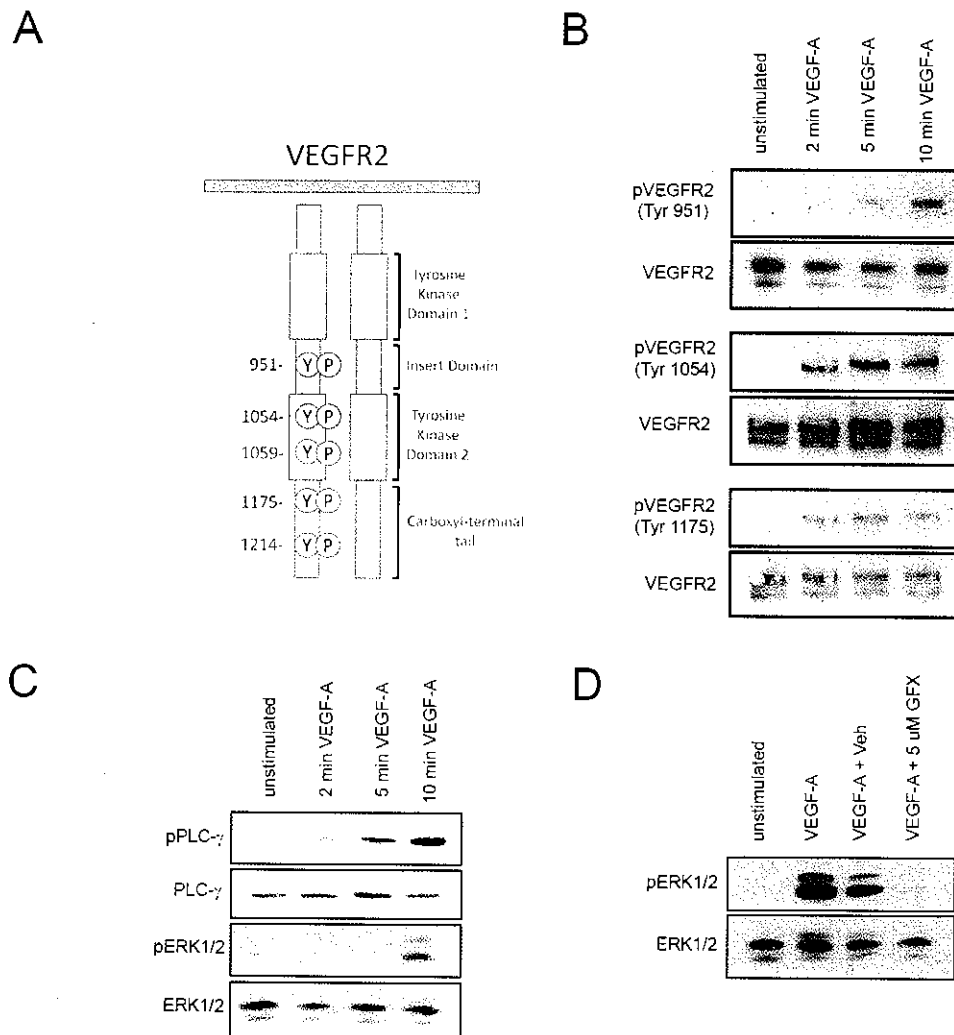 A
VEGFR2
Tyrosine
Kinase
Domain 1
951-
Y P
Insert Domain
1054-
Y P
Tyrosine
Kinase
Domain 2
1059-
Y P
1175-
Y P
Carboxyl-terminal
tail
1214-
Y P
B
unstimulated
2 min VEGF-A
5 min VEGF-A
10 min VEGF-A
pVEGFR2
(Tyr 951)
VEGFR2
pVEGFR2
(Tyr 1054)
VEGFR2
pVEGFR2
(Tyr 1175)
VEGFR2
C
unstimulated
2 min VEGF-A
5 min VEGF-A
10 min VEGF-A
pPLC-γ
PLC-γ
pERK1/2
ERK1/2
D
unstimulated
VEGF-A
VEGF-A + Veh
VEGF-A + 5 uM GFX
pERK1/2
ERK1/2